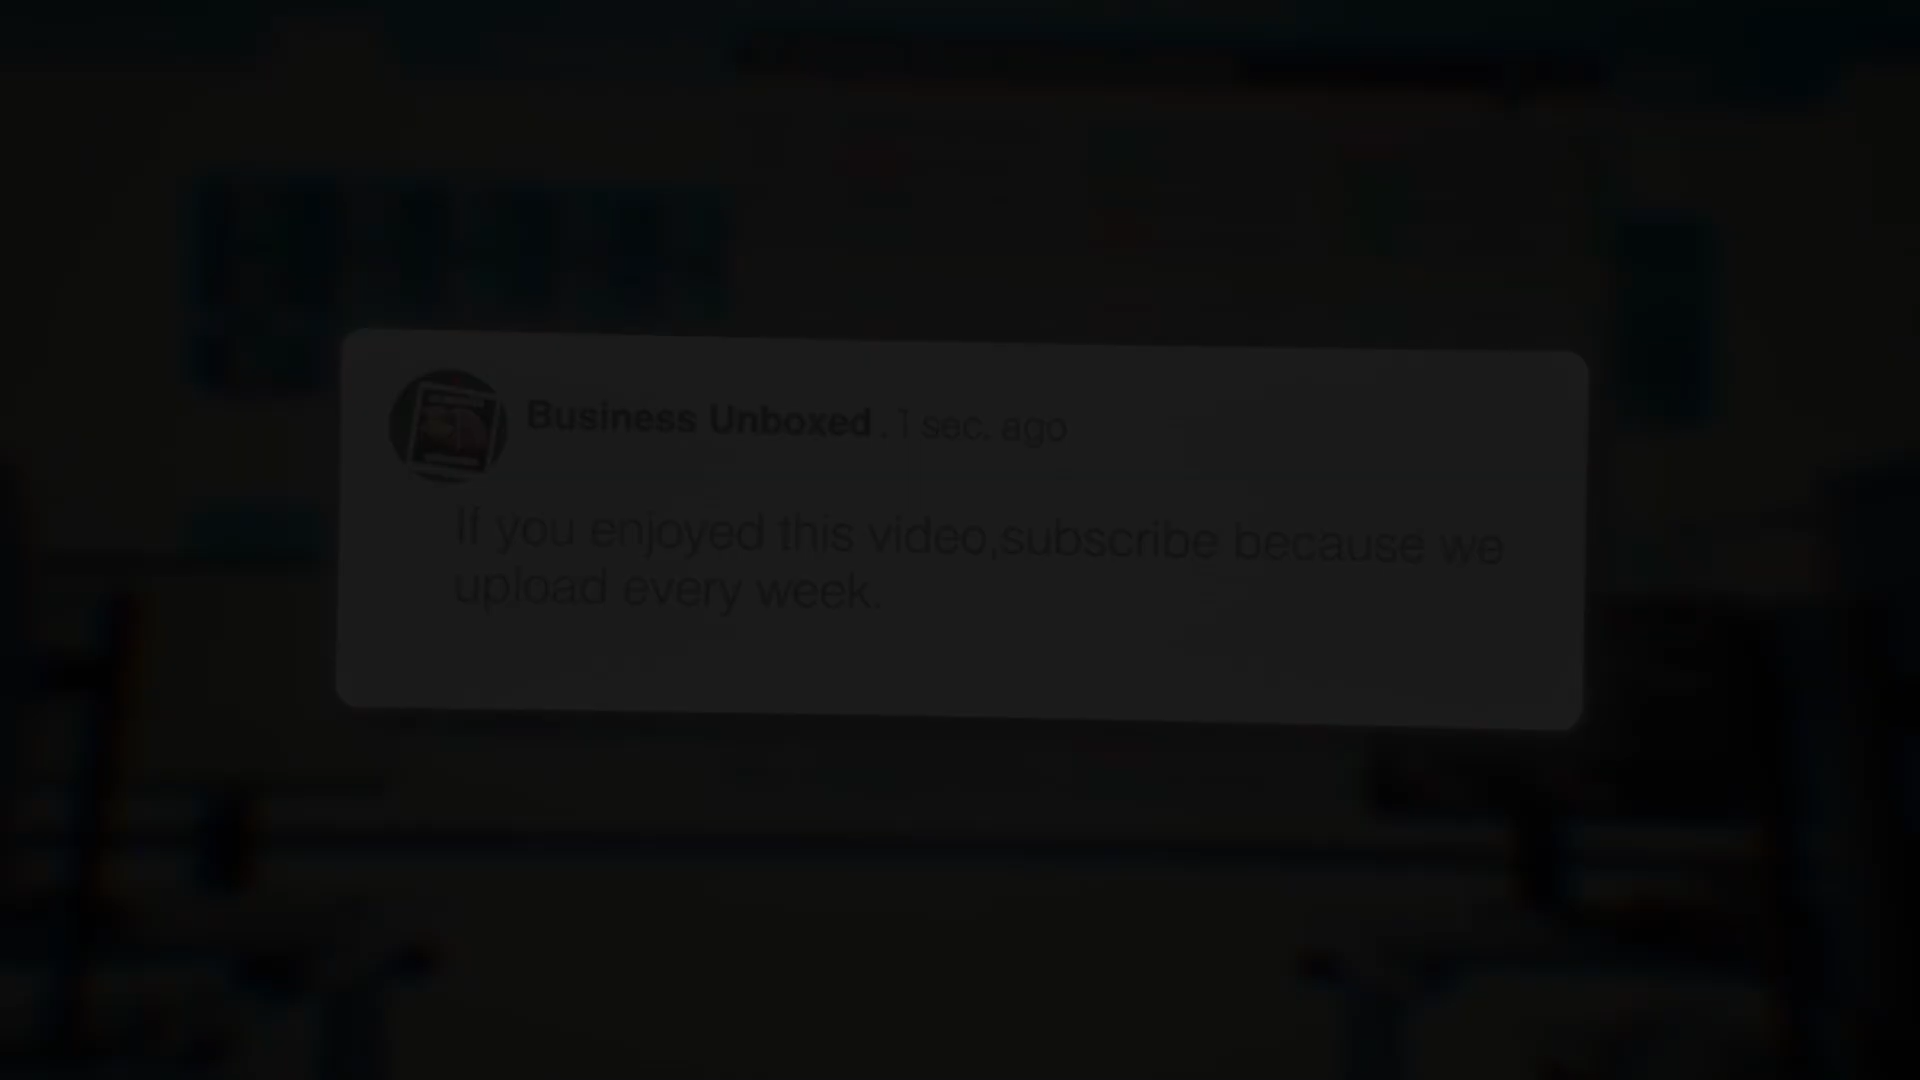 Business Unboxed . 1 sec. ago
If you enjoyed this video,subscribe because we
upload every week.